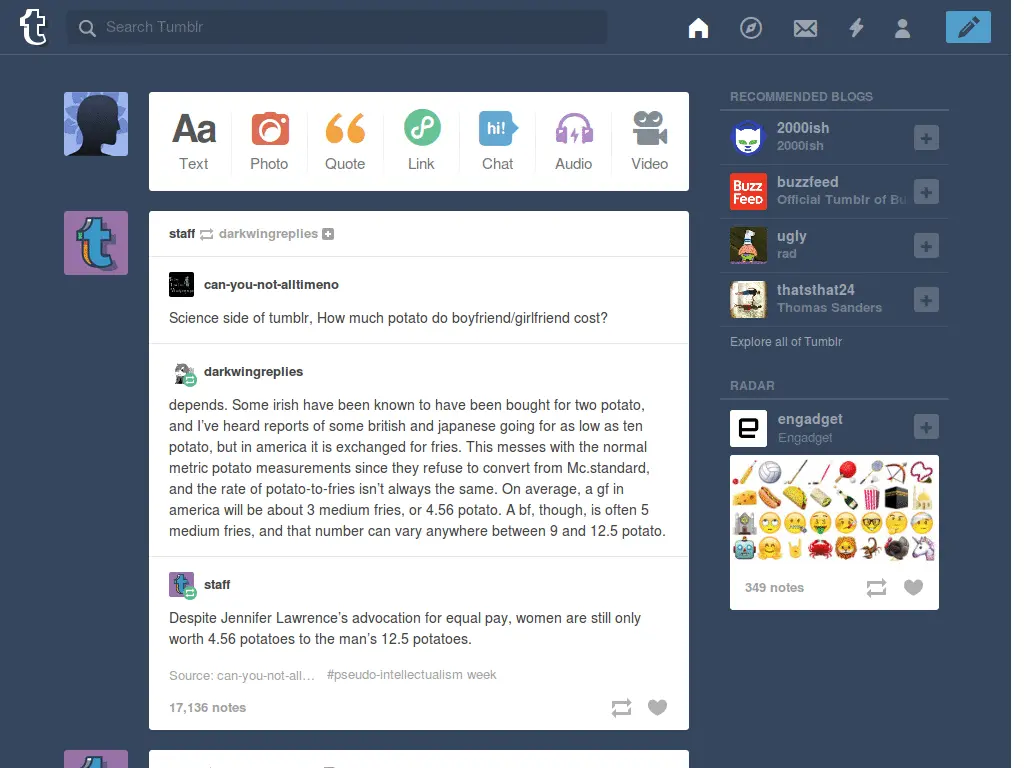 t
Search Tumblr
Aa
hi!
Text Photo Quote Link Chat Audio Video
staff darkwingreplies
can-you-not-alltimeno
Science side of tumblr, How much potato do boyfriend/girlfriend cost?
darkwingreplies
depends. Some irish have been known to have been bought for two potato,
and I’ve heard reports of some british and japanese going for as low as ten
potato, but in america it is exchanged for fries. This messes with the normal
metric potato measurements since they refuse to convert from Mc.standard,
and the rate of potato-to-fries isn’t always the same. On average, a gf in
america will be about 3 medium fries, or 4.56 potato. A bf, though, is often 5
medium fries, and that number can vary anywhere between 9 and 12.5 potato.
staff
Despite Jennifer Lawrence’s advocation for equal pay, women are still only
worth 4.56 potatoes to the man’s 12.5 potatoes.
Source: can-you-not-all… #pseudo-intellectualism week
17,136 notes
RECOMMENDED BLOGS
2000ish
2000ish
Buzz
Feed
buzzfeed
Official Tumblr of Bu
ugly
rad
thatsthat24
Thomas Sanders
Explore all of Tumblr
RADAR
engadget
Engadget
349 notes